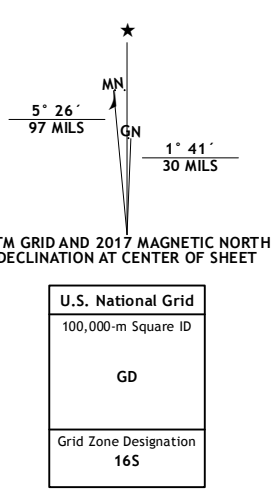 MN
5° 26´
97 MILS
GN
1° 41´
30 MILS
TM GRID AND 2017 MAGNETIC NORTH
DECLINATION AT CENTER OF SHEET
U.S. National Grid
100,000-m Square ID
GD
Grid Zone Designation
16S